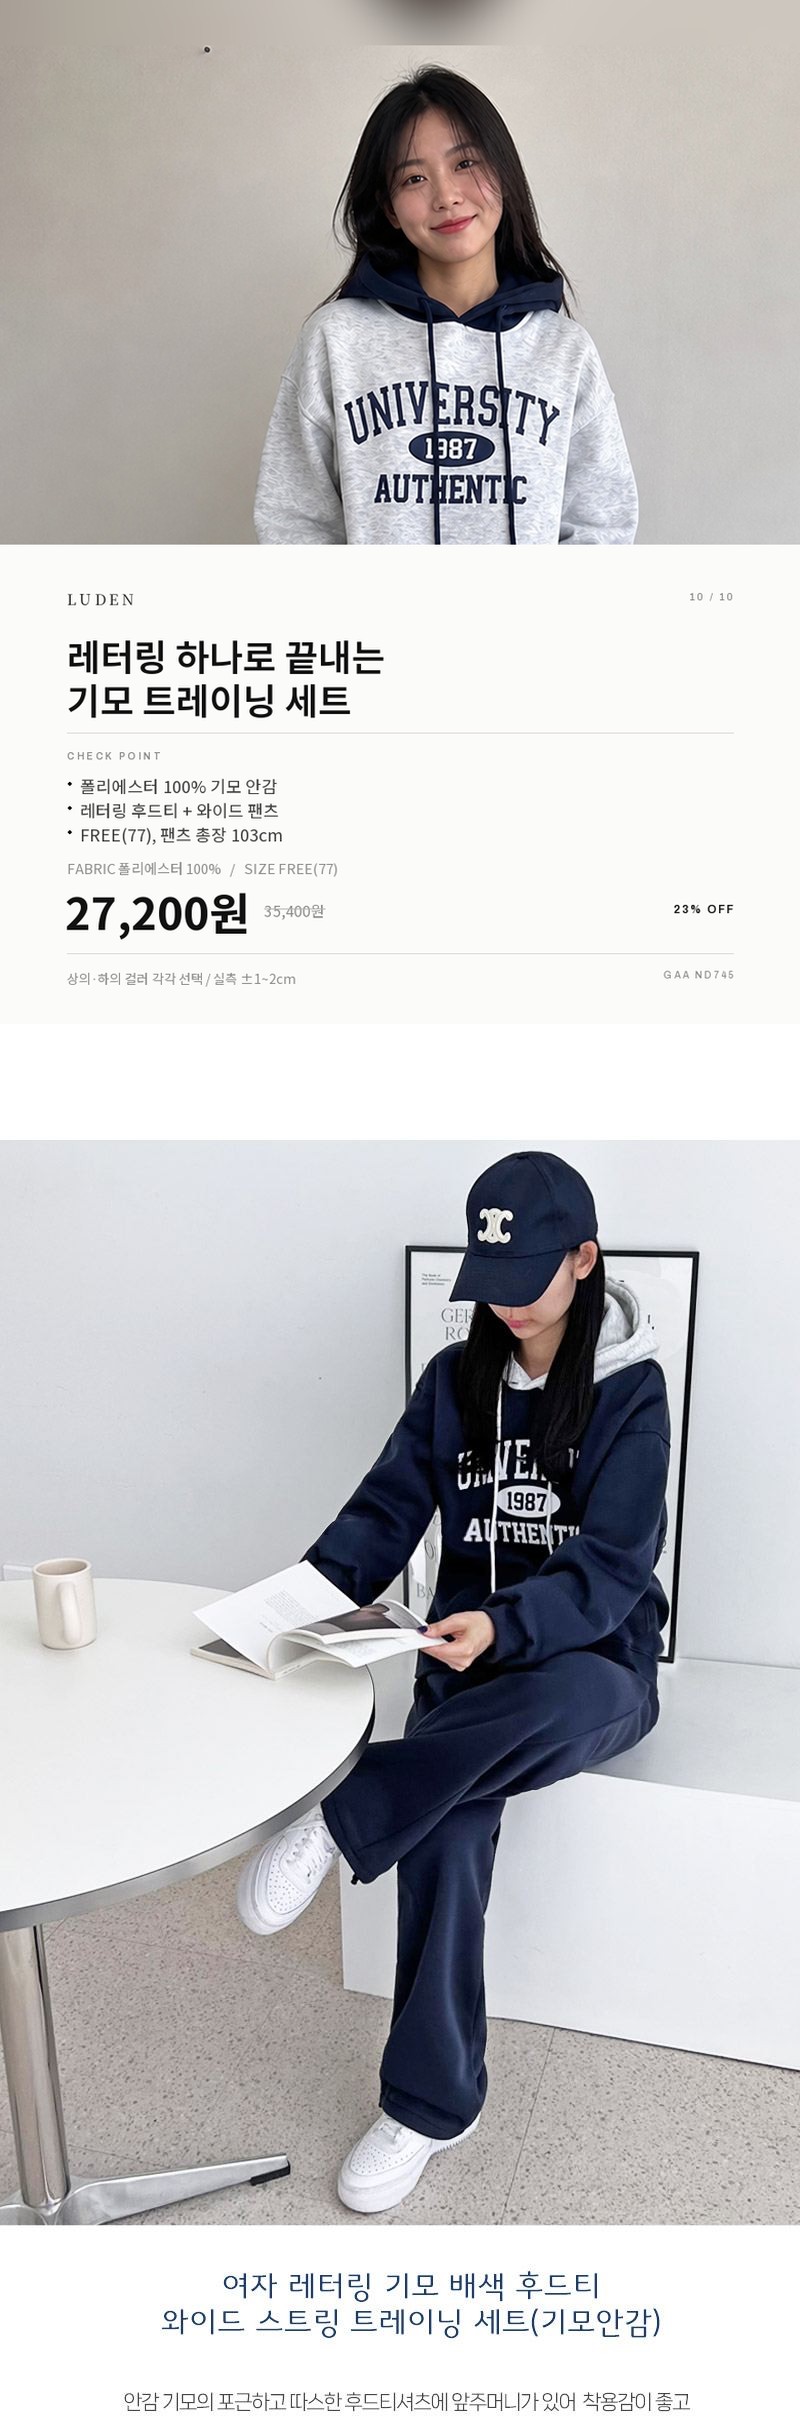 UNIVERSITY
1987
AUTHENTIC
LUDEN
10 / 10
레터링 하나로 끝내는
기모 트레이닝 세트
CHECK POINT
• 폴리에스터 100% 기모 안감
• 레터링 후드티 + 와이드 팬츠
• FREE(77), 팬츠 총장 103cm
FABRIC 폴리에스터 100% / SIZE FREE(77)
27,200원 35,400원
23% OFF
상의·하의 컬러 각각 선택 / 실측 ±1~2cm
GAA ND745
1987
여자 레터링 기모 배색 후드티
와이드 스트링 트레이닝 세트(기모안감)
안감 기모의 포근하고 따스한 후드티셔츠에 앞주머니가 있어 착용감이 좋고